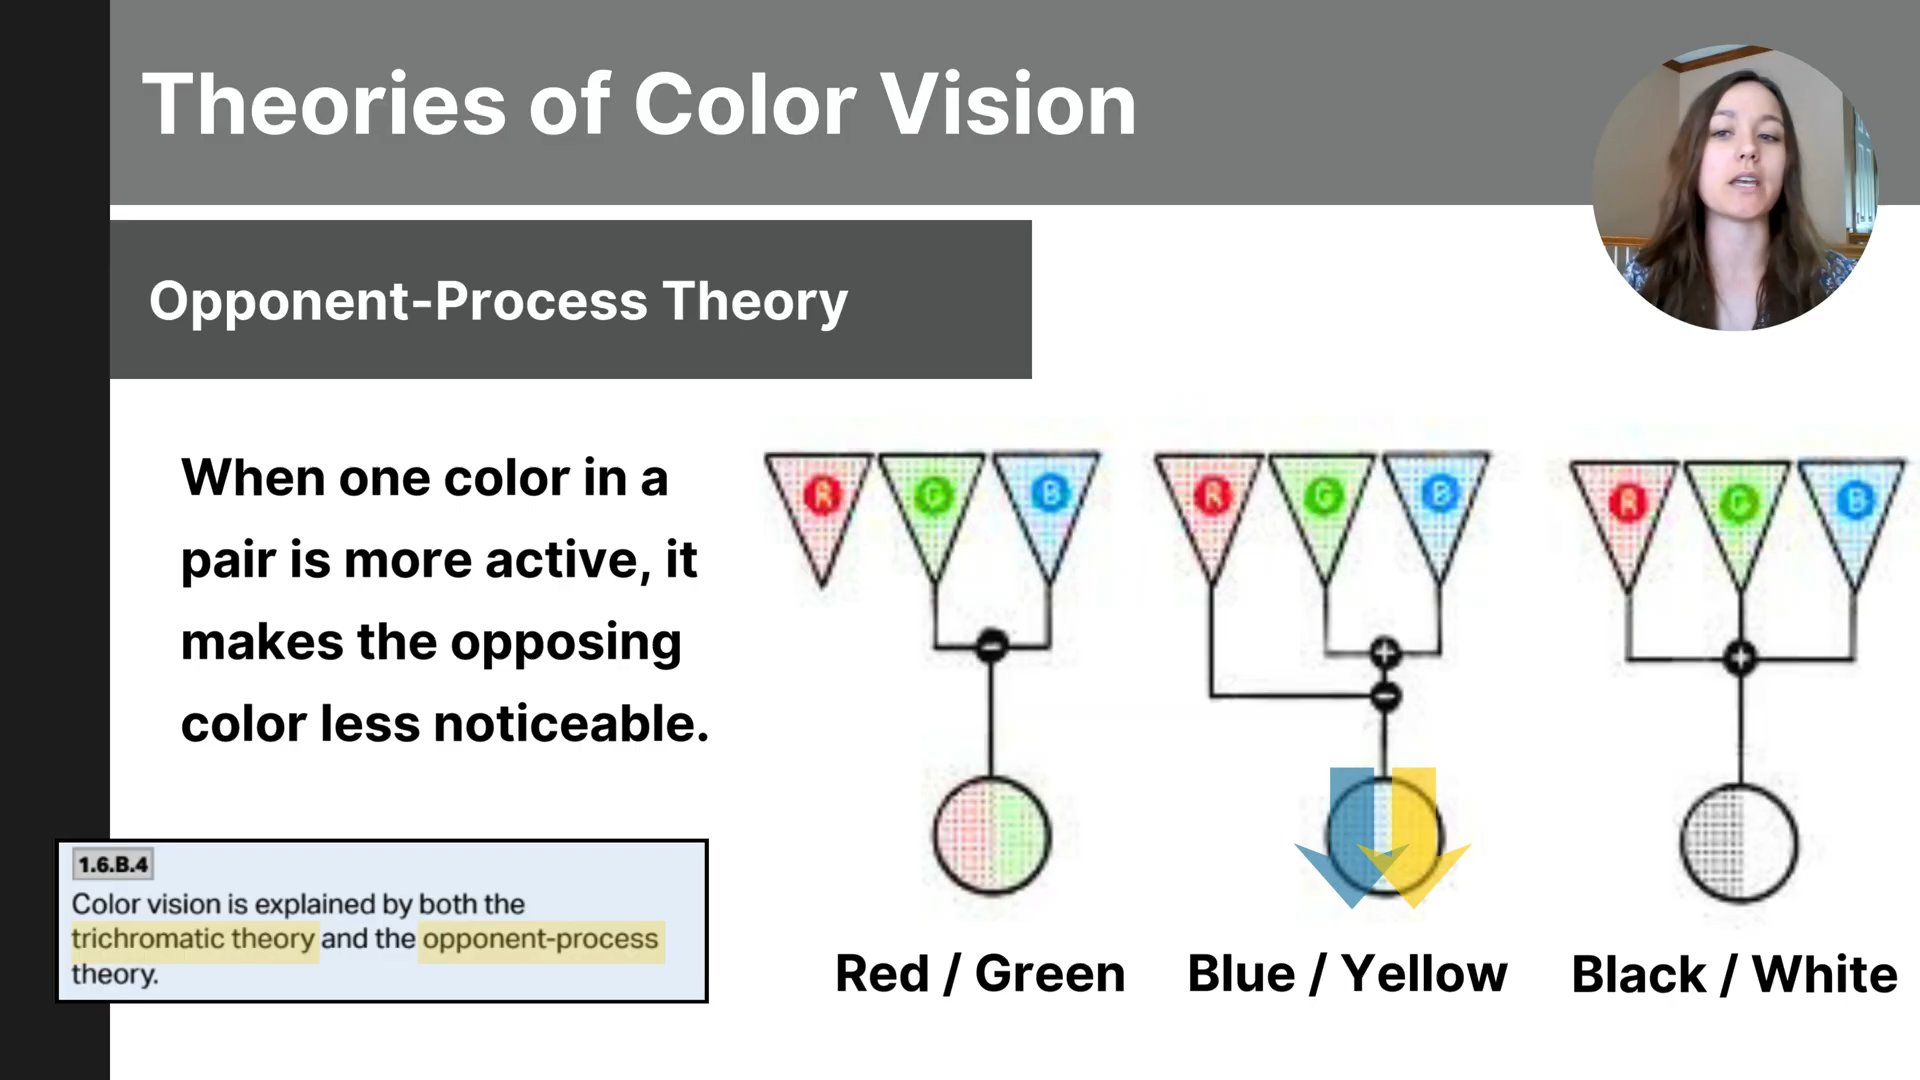 Theories of Color Vision
Opponent-Process Theory
When one color in a
pair is more active, it
makes the opposing
color less noticeable.
R G B
R G B
R G B
Red / Green
Blue / Yellow
Black / White
1.6.B.4
Color vision is explained by both the
trichromatic theory and the opponent-process
theory.